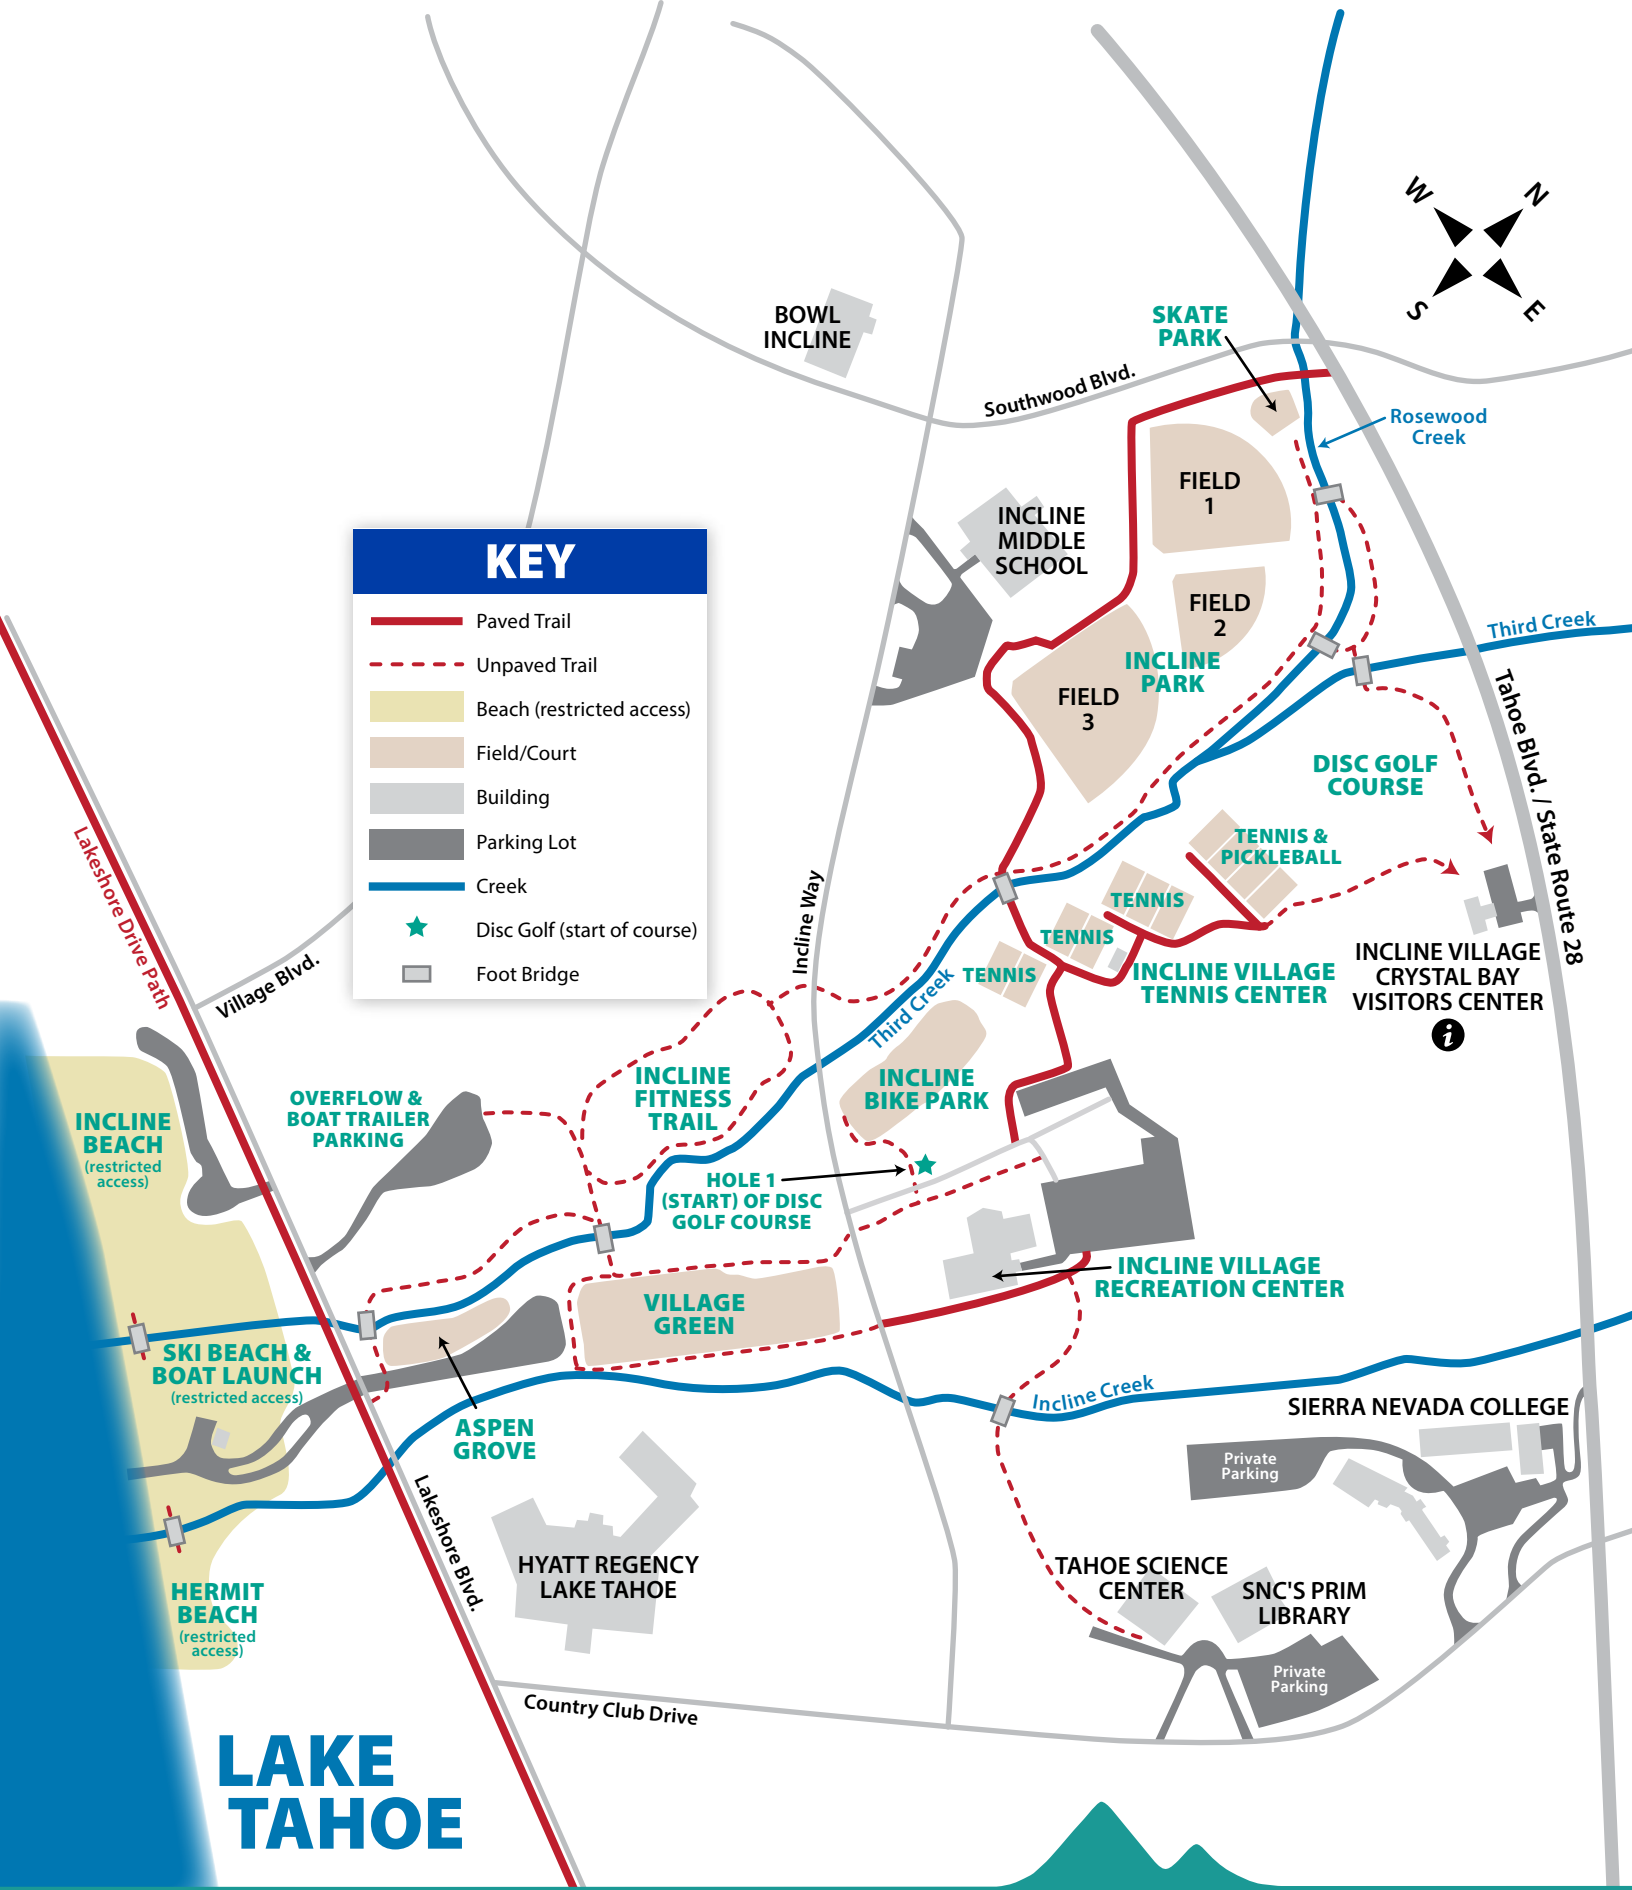 W
N
S
E
SKATE
PARK
BOWL
INCLINE
Southwood Blvd.
Rosewood
Creek
FIELD
1
INCLINE
MIDDLE
SCHOOL
KEY
Paved Trail
Unpaved Trail
Beach (restricted access)
Field/Court
Building
Parking Lot
Creek
Disc Golf (start of course)
Foot Bridge
FIELD
2
Third Creek
INCLINE
PARK
FIELD
3
Tahoe Blvd. / State Route 28
DISC GOLF
COURSE
TENNIS &
PICKLEBALL
TENNIS
TENNIS
TENNIS
Lakeshore Drive Path
Incline Way
Village Blvd.
INCLINE VILLAGE
TENNIS CENTER
INCLINE VILLAGE
CRYSTAL BAY
VISITORS CENTER
i
Third Creek
INCLINE
FITNESS
TRAIL
INCLINE
BIKE PARK
OVERFLOW &
BOAT TRAILER
PARKING
INCLINE
BEACH
(restricted
access)
HOLE 1
(START) OF DISC
GOLF COURSE
INCLINE VILLAGE
RECREATION CENTER
VILLAGE
GREEN
SKI BEACH &
BOAT LAUNCH
(restricted access)
Incline Creek
SIERRA NEVADA COLLEGE
ASPEN
GROVE
Private
Parking
Lakeshore Blvd.
HYATT REGENCY
LAKE TAHOE
TAHOE SCIENCE
CENTER
SNC'S PRIM
LIBRARY
HERMIT
BEACH
(restricted
access)
Private
Parking
Country Club Drive
LAKE
TAHOE